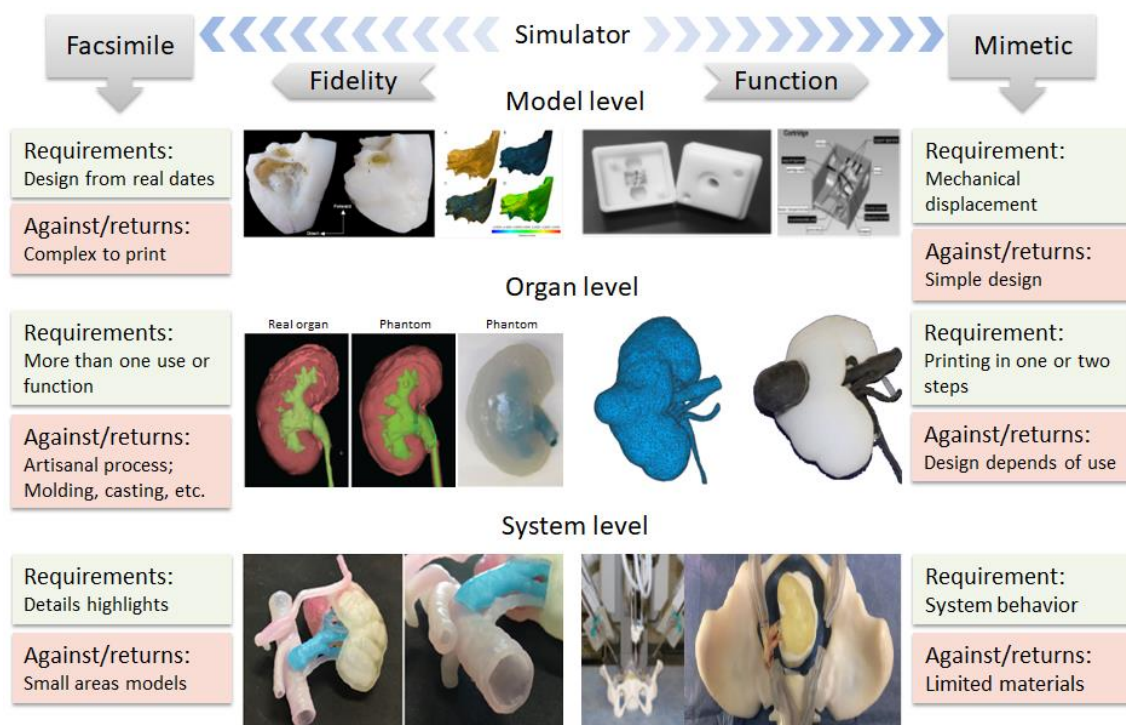 Facsimile
Simulator
Mimetic
Fidelity
Function
Model level
Requirements:
Design from real dates
Against/returns:
Complex to print
Forward
Cartridge
Requirement:
Mechanical
displacement
Against/returns:
Simple design
Organ level
Requirements:
More than one use or
function
Against/returns:
Artisanal process;
Molding, casting, etc.
Real organ
Phantom
Phantom
Requirement:
Printing in one or two
steps
Against/returns:
Design depends of use
System level
Requirements:
Details highlights
Against/returns:
Small areas models
Requirement:
System behavior
Against/returns:
Limited materials